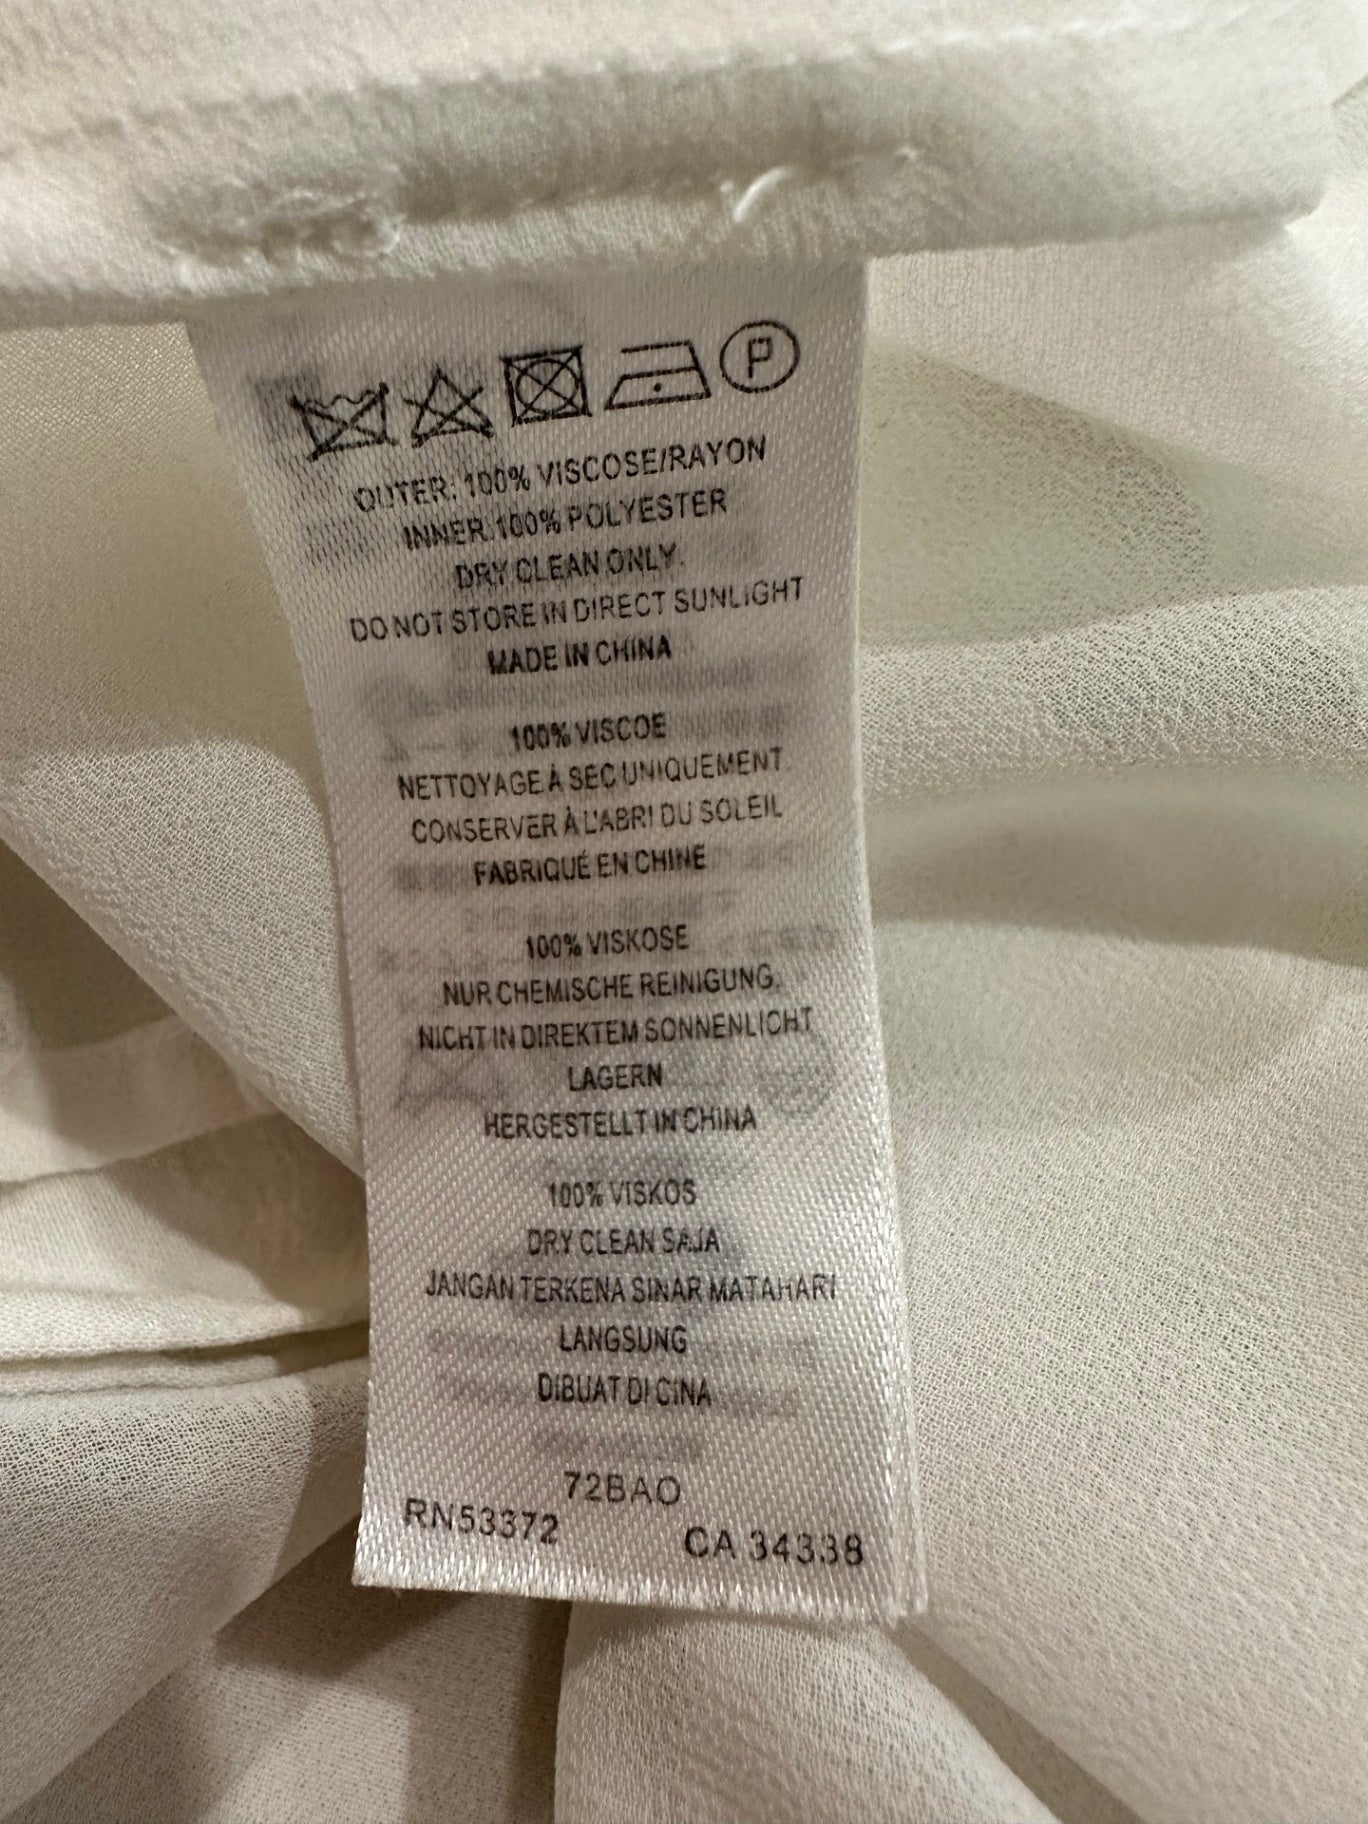 P
OUTER: 100% VISCOSE/RAYON
INNER:100% POLYESTER
DRY CLEAN ONLY.
DO NOT STORE IN DIRECT SUNLIGHT
MADE IN CHINA
100% VISCOE
NETTOYAGE À SEC UNIQUEMENT.
CONSERVER À L'ABRI DU SOLEIL
FABRIQUÉ EN CHINE
100% VISKOSE
NUR CHEMISCHE REINIGUNG.
NICHT IN DIREKTEM SONNENLICHT
LAGERN
HERGESTELLT IN CHINA
100% VISKOS
DRY CLEAN SAJA
JANGAN TERKENA SINAR MATAHARI
LANGSUNG
DIBUAT DI CINA
72BAO
RN53372 CA 34338